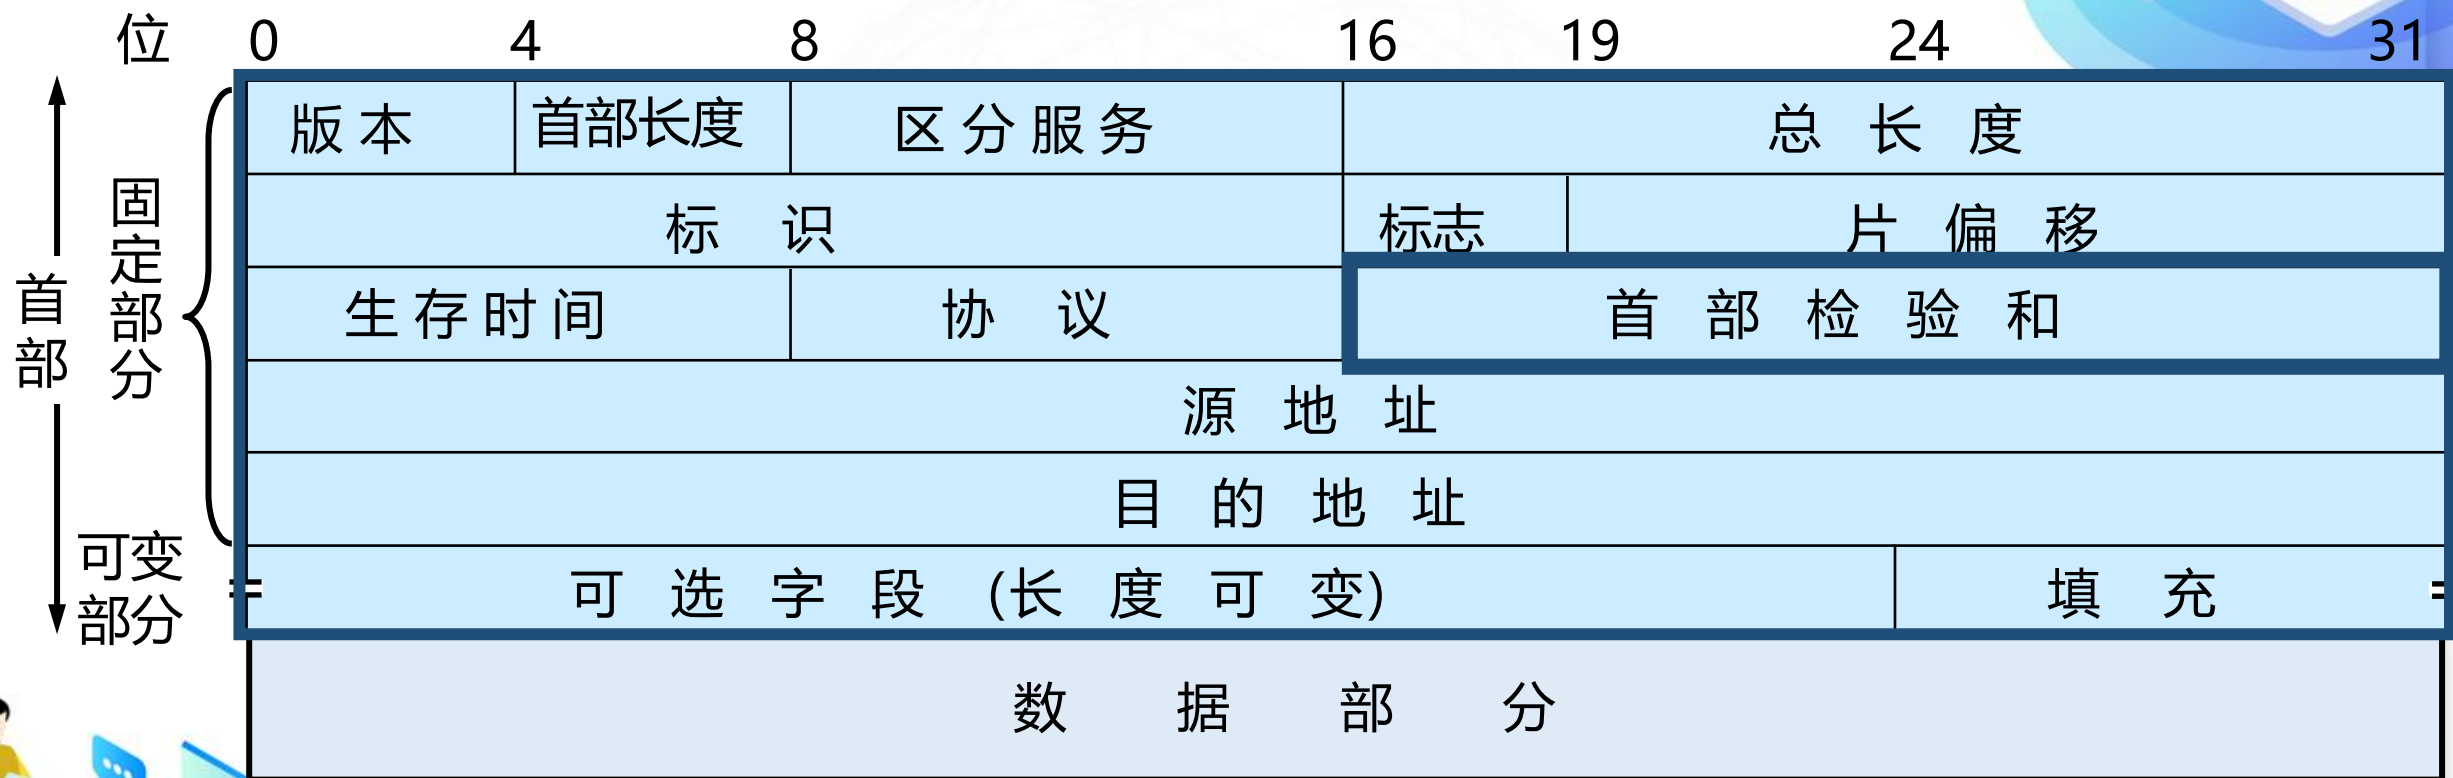 位 0 4 8 16 19 24 31
版 本 首部长度 区 分 服 务 总 长 度
标 识 标志 片 偏 移
生 存 时 间 协 议 首 部 检 验 和
源 地 址
目 的 地 址
可 选 字 段 (长 度 可 变) 填 充
数 据 部 分
首部
固定部分
可变
部分